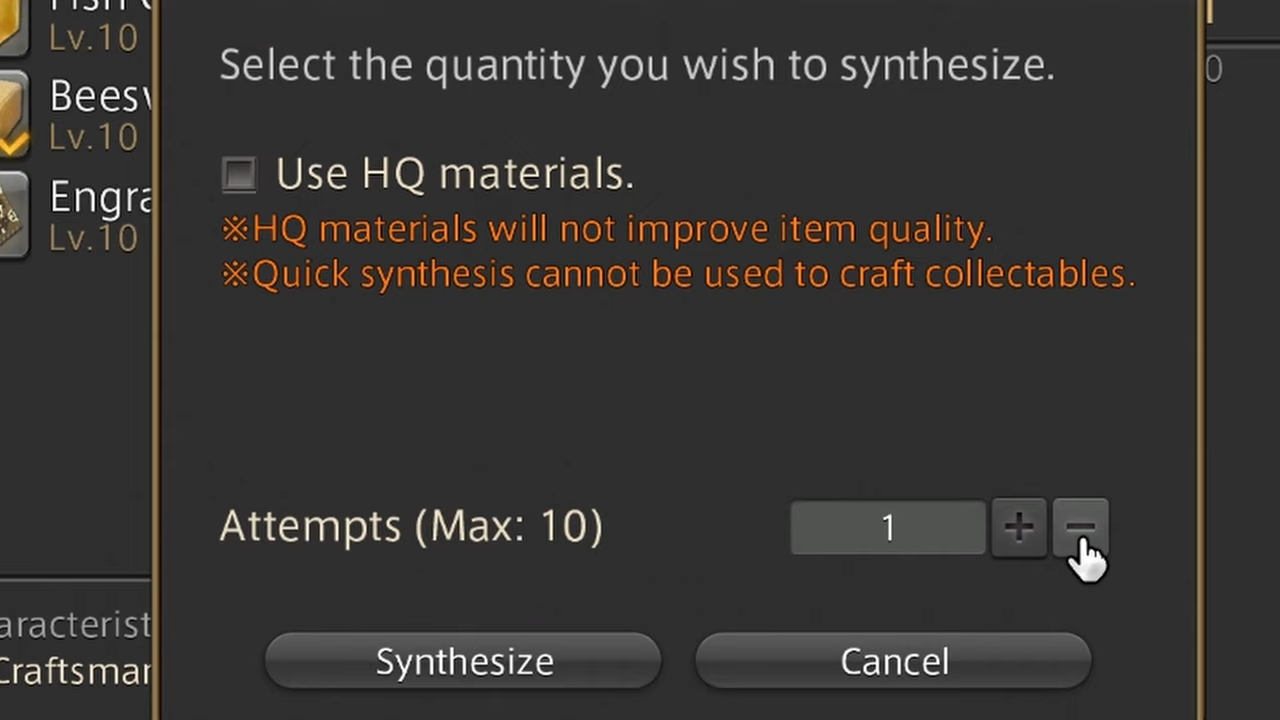 Lv.10
Lv.10
Lv.10
Select the quantity you wish to synthesize.
Use HQ materials.
※HQ materials will not improve item quality.
※Quick synthesis cannot be used to craft collectables.
Attempts (Max: 10)
1
+
−
Synthesize
Cancel
0